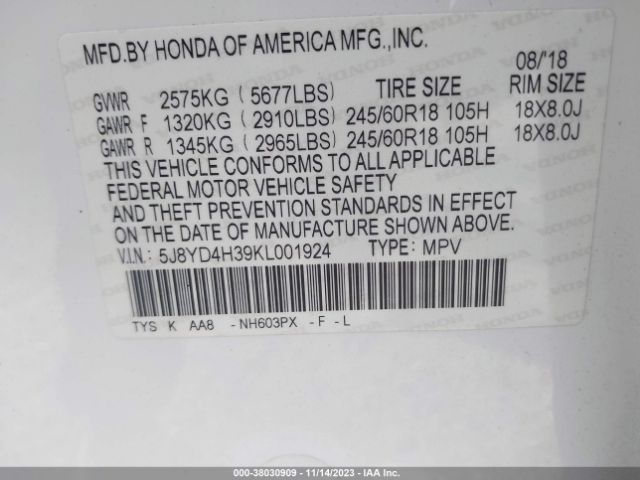 MFD.BY HONDA OF AMERICA MFG.,INC. 08/'18
GVWR 2575KG ( 5677LBS) TIRE SIZE RIM SIZE
GAWR F 1320KG ( 2910LBS) 245/60R18 105H 18X8.0J
GAWR R 1345KG ( 2965LBS) 245/60R18 105H 18X8.0J
THIS VEHICLE CONFORMS TO ALL APPLICABLE
FEDERAL MOTOR VEHICLE SAFETY
AND THEFT PREVENTION STANDARDS IN EFFECT
ON THE DATE OF MANUFACTURE SHOWN ABOVE.
V.I.N.: 5J8YD4H39KL001924 TYPE: MPV
TYS K AA8 -NH603PX -F -L
000-38030909 - 11/14/2023 - IAAI.COM